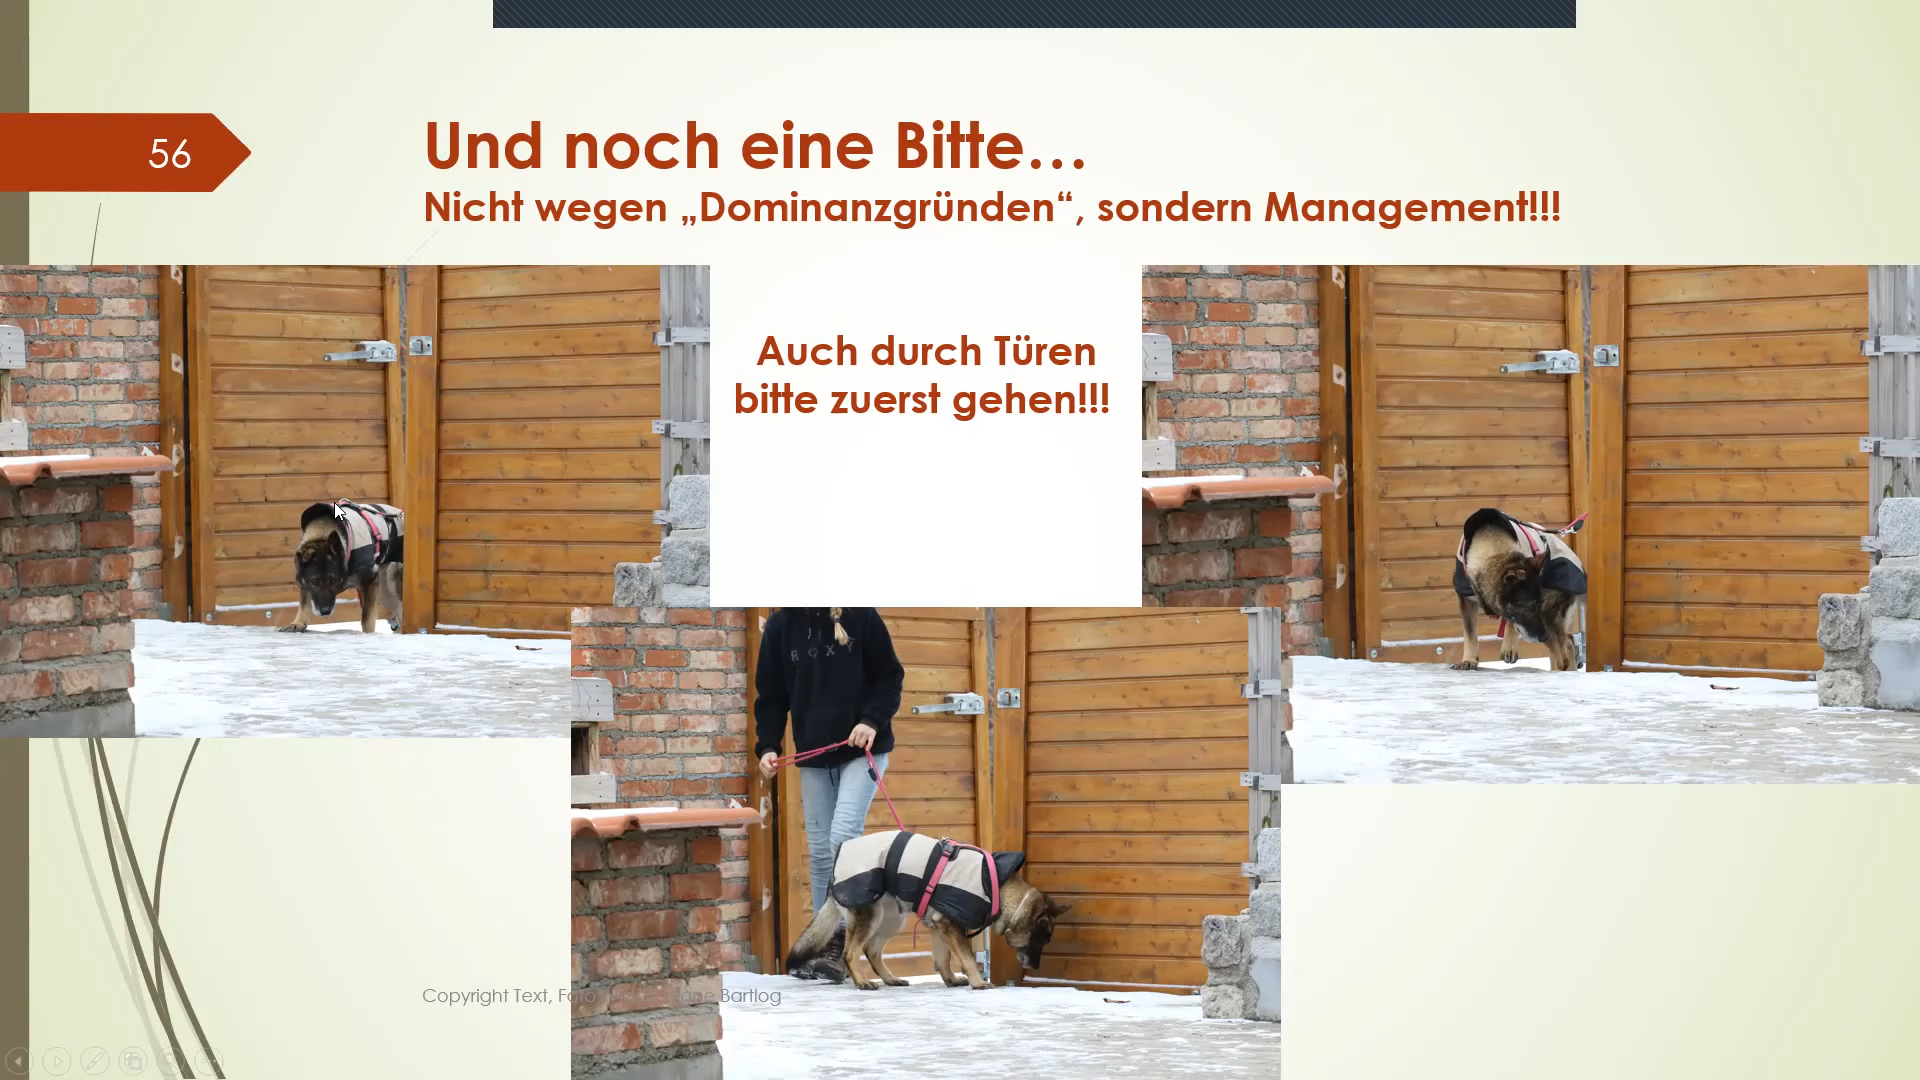 56
Und noch eine Bitte…
Nicht wegen „Dominanzgründen“, sondern Management!!!
Auch durch Türen
bitte zuerst gehen!!!
ROXY
Copyright Text, Bartlog